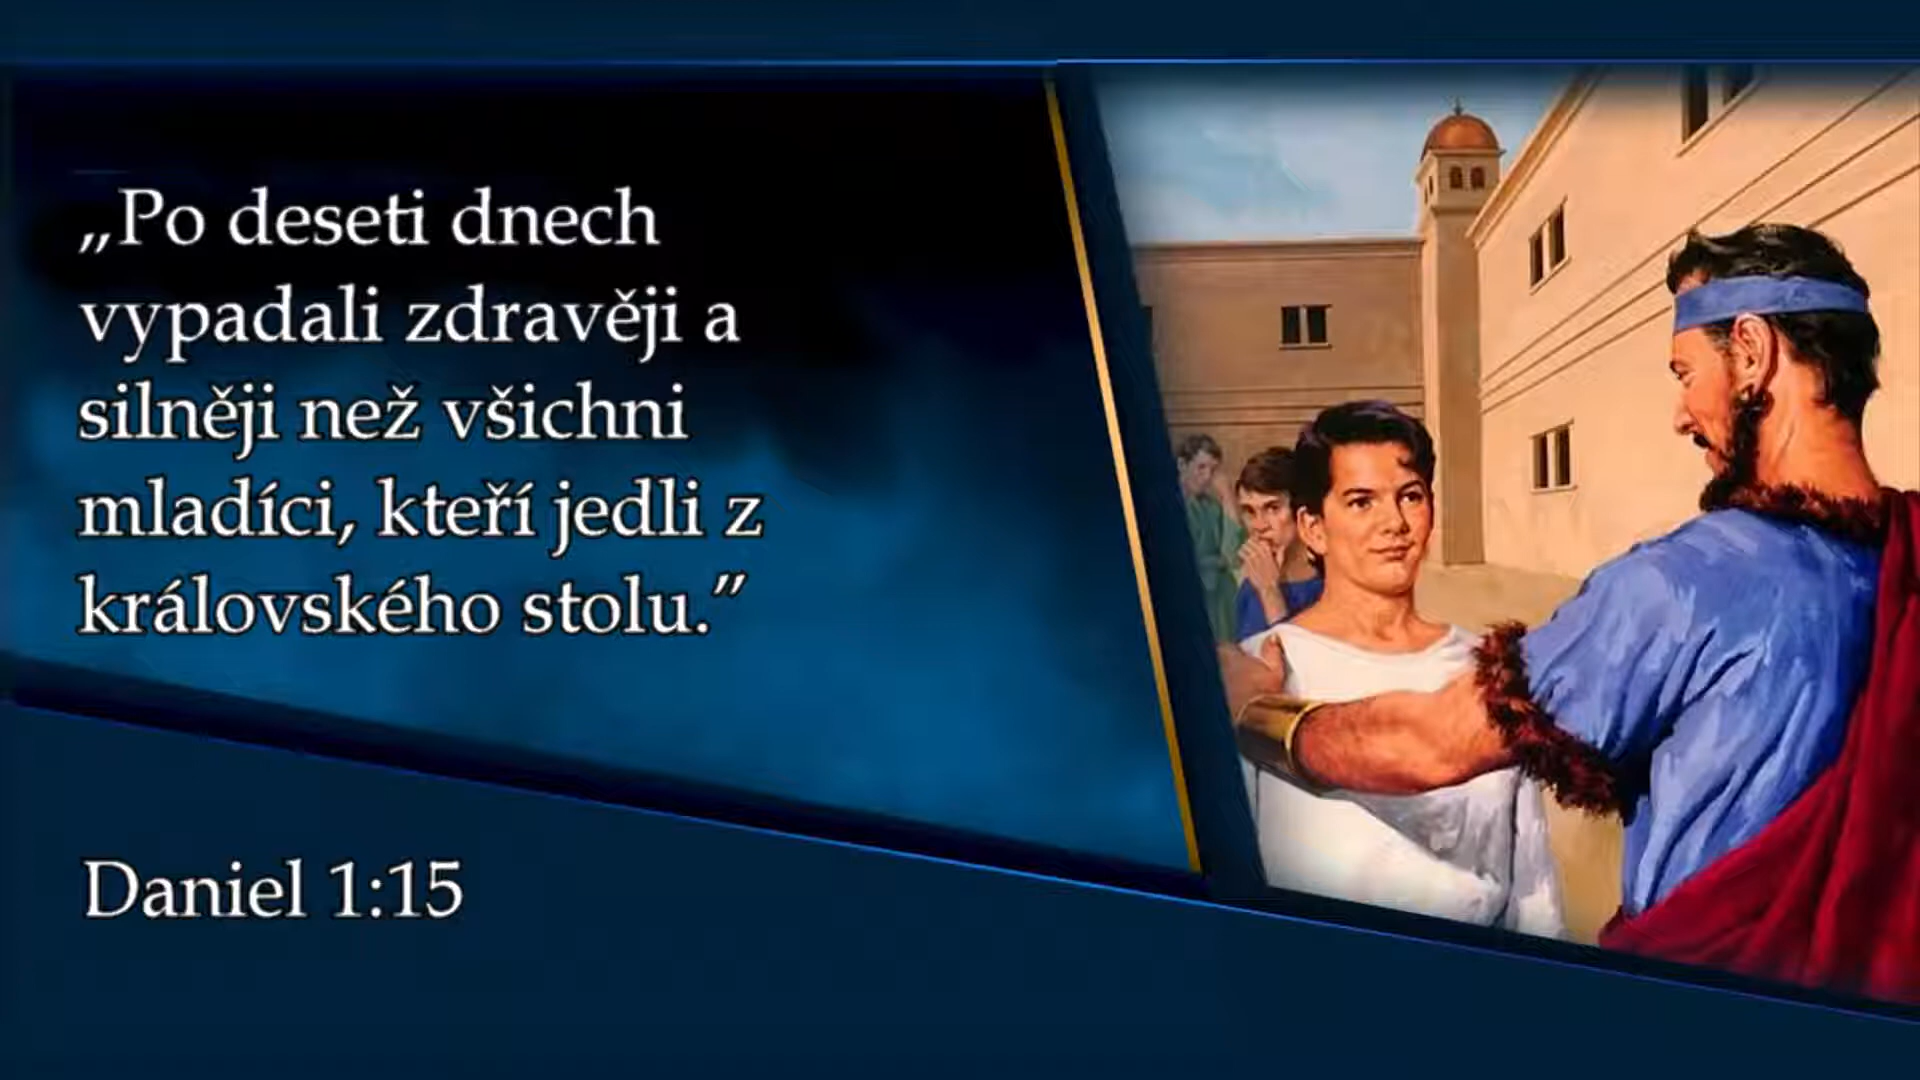 „Po deseti dnech
vypadali zdravěji a
silněji než všichni
mladíci, kteří jedli z
královského stolu.”
Daniel 1:15